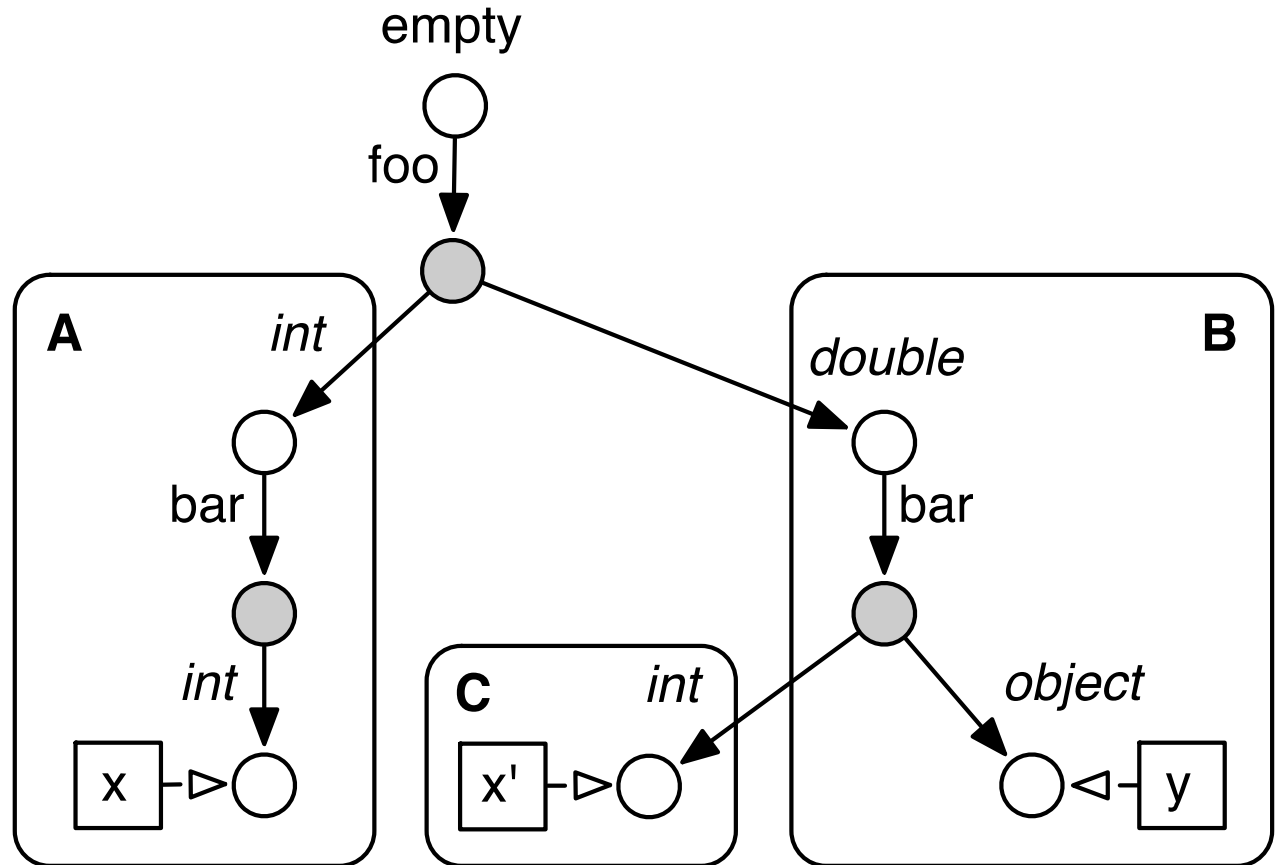 empty
foo
A
int
double
B
bar
bar
int
C
int
object
x
x'
y